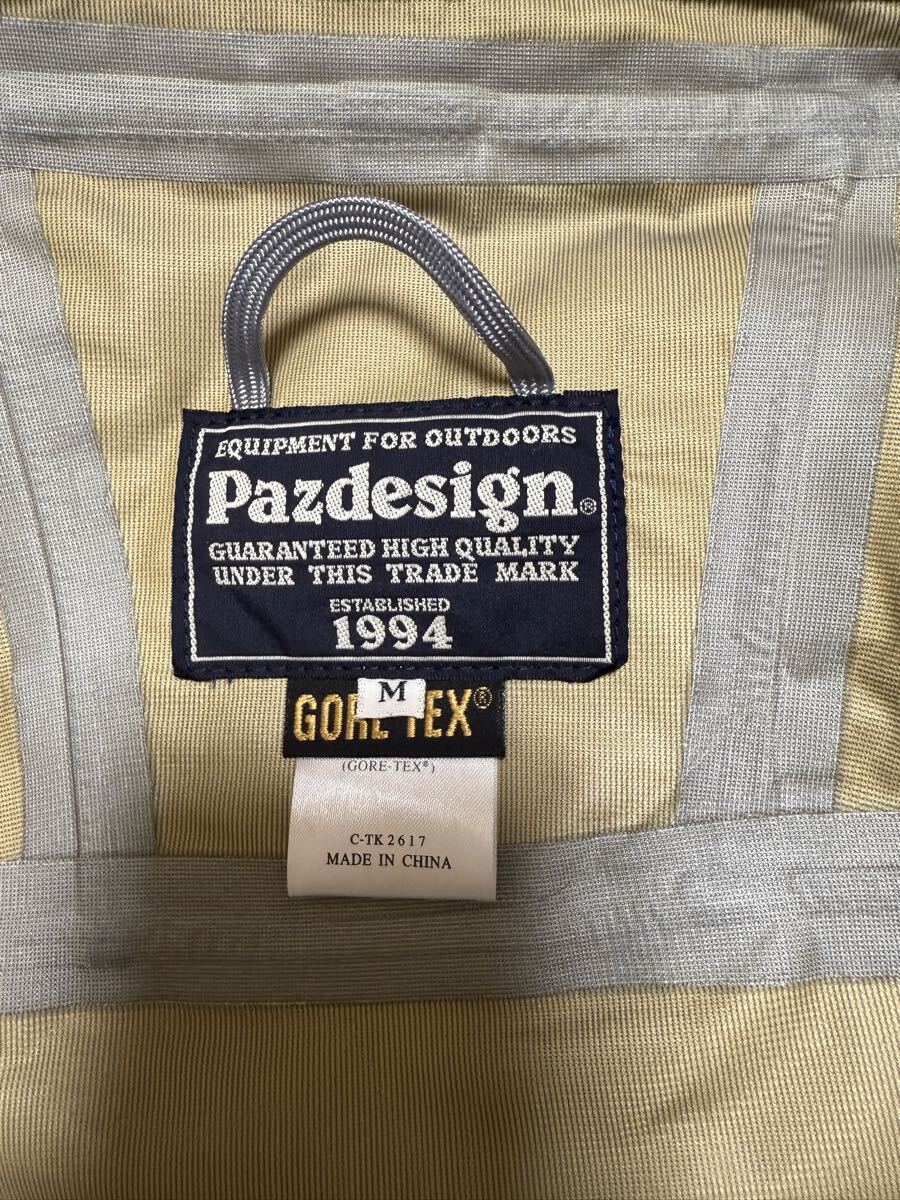 EQUIPMENT FOR OUTDOORS
Pazdesign®
GUARANTEED HIGH QUALITY
UNDER THIS TRADE MARK
ESTABLISHED
1994
M
GORE-TEX®
(GORE-TEX®)
C-TK2617
MADE IN CHINA